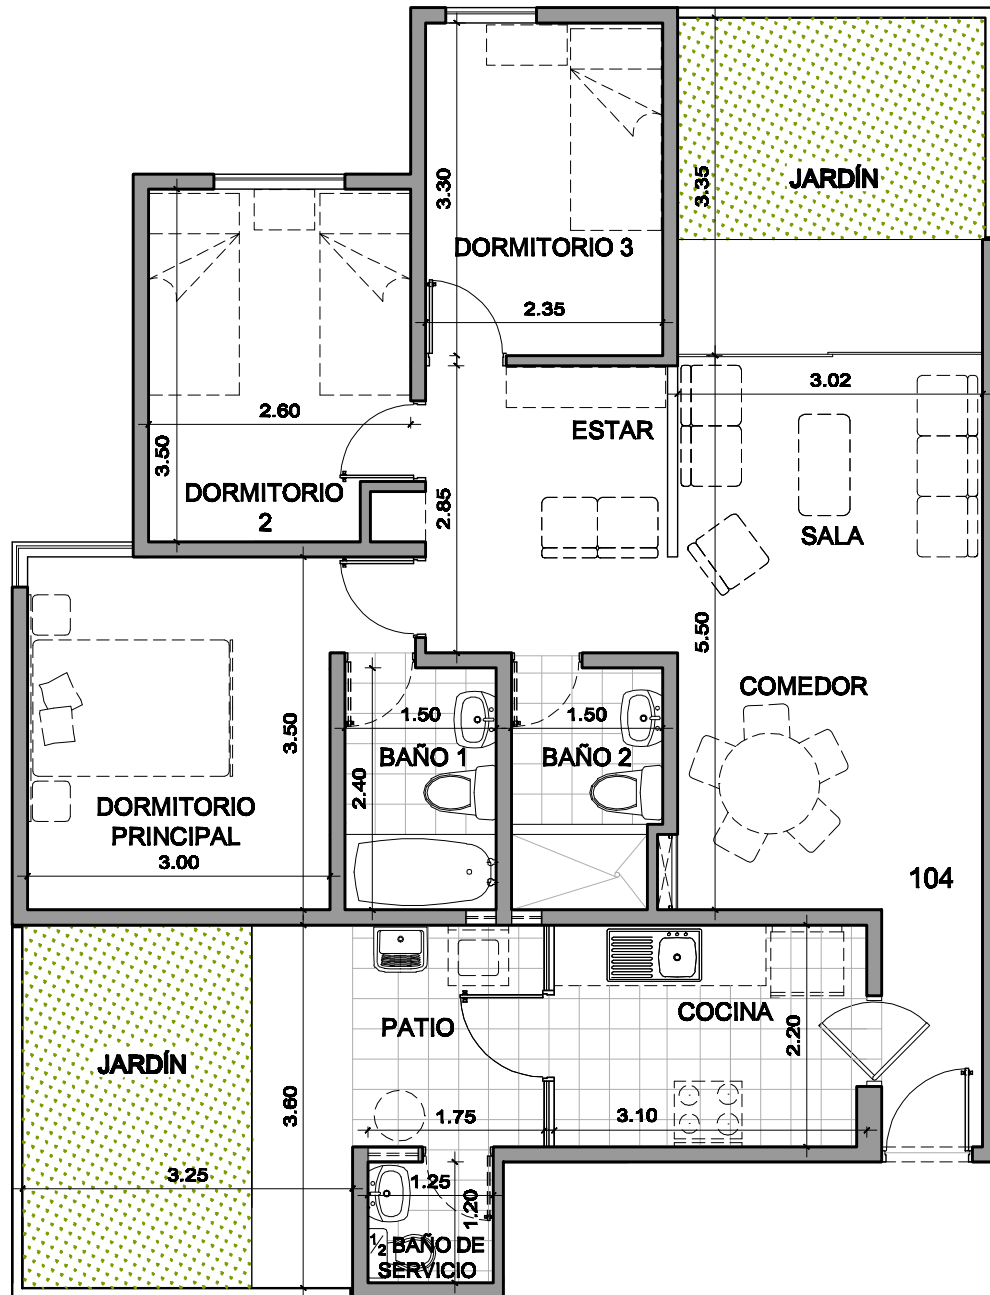 JARDÍN
3.30
3.35
DORMITORIO 3
2.35
3.02
2.60
ESTAR
3.50
DORMITORIO
2
2.85
SALA
5.50
COMEDOR
3.50
1.50
1.50
BAÑO 1
BAÑO 2
2.40
DORMITORIO
PRINCIPAL
3.00
104
COCINA
PATIO
2.20
JARDÍN
3.60
1.75
3.10
3.25
1.25
1.20
1/2 BAÑO DE
SERVICIO